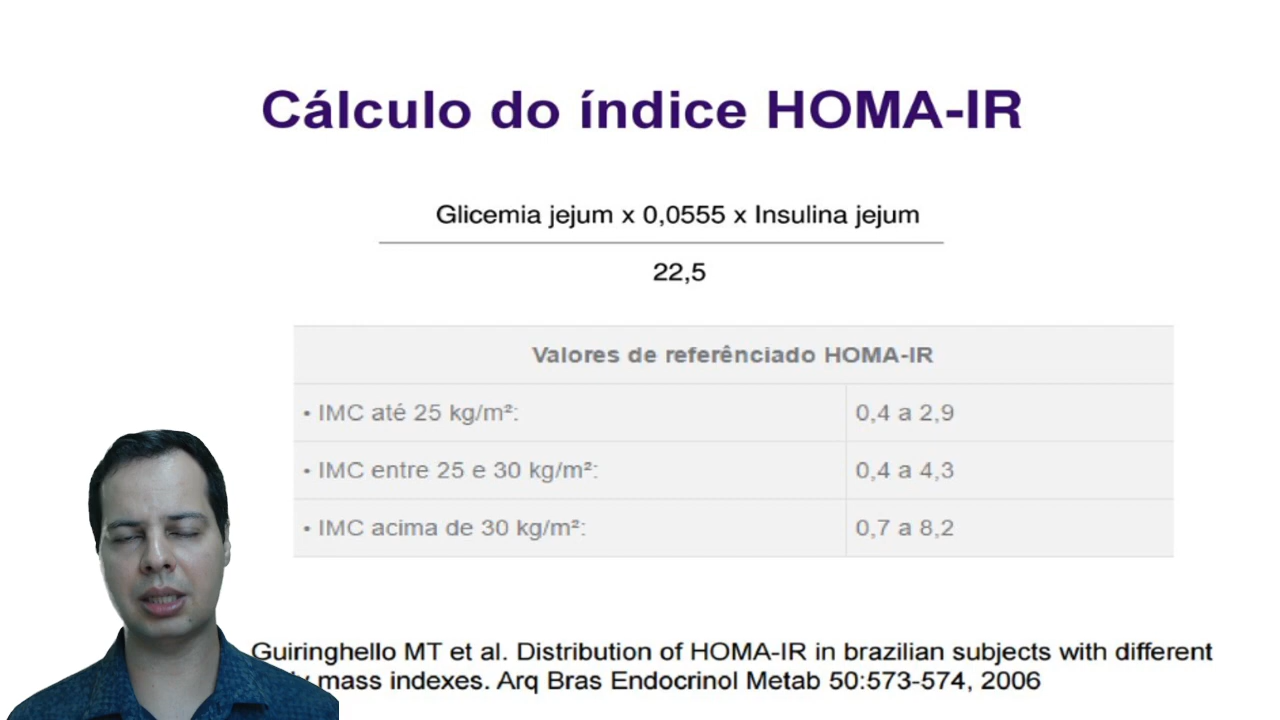 Cálculo do índice HOMA-IR
Glicemia jejum x 0,0555 x Insulina jejum
22,5
Valores de referênciado HOMA-IR
• IMC até 25 kg/m²: 0,4 a 2,9
• IMC entre 25 e 30 kg/m²: 0,4 a 4,3
• IMC acima de 30 kg/m²: 0,7 a 8,2
Guiringhello MT et al. Distribution of HOMA-IR in brazilian subjects with different
mass indexes. Arq Bras Endocrinol Metab 50:573-574, 2006